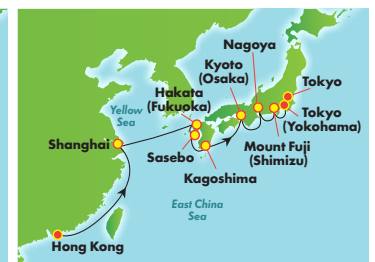 Nagoya
Kyoto
(Osaka)
Hakata
(Fukuoka)
Tokyo
Yellow
Sea
Tokyo
(Yokohama)
Shanghai
Mount Fuji
(Shimizu)
Sasebo
Kagoshima
East China
Sea
Hong Kong